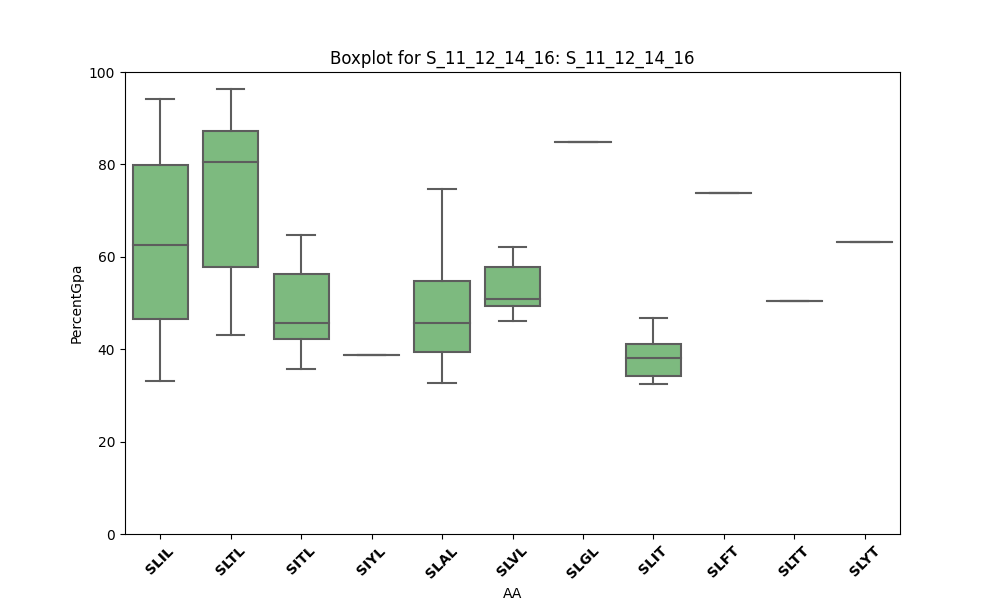 Boxplot for S_11_12_14_16: S_11_12_14_16
100
80
60
40
20
0
PercentGpa
SLIL
SLTL
SITL
SIYL
SLAL
SLVL
SLGL
SLIT
SLFT
SLTT
SLYT
AA